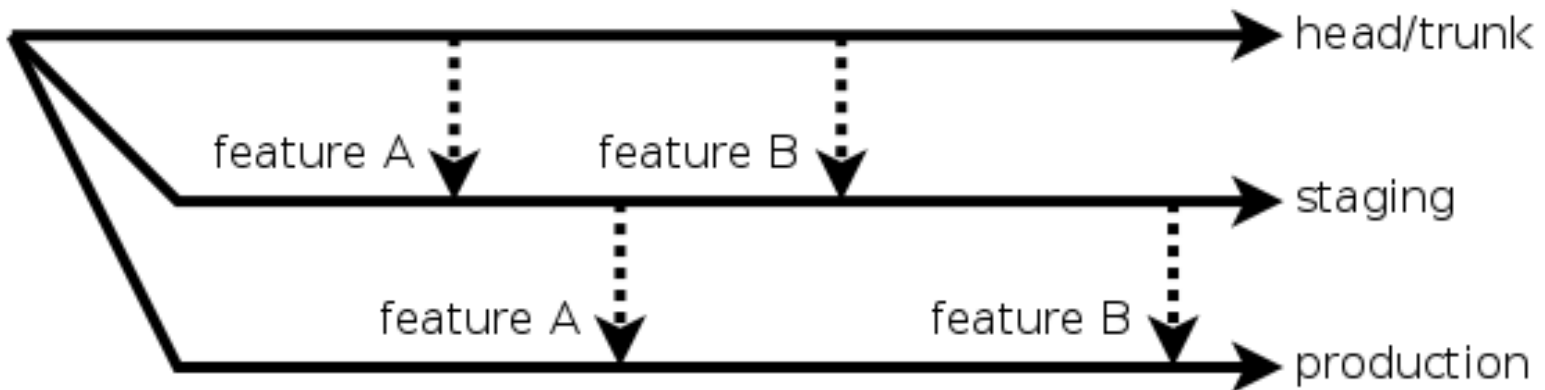 head/trunk
feature A
feature B
staging
feature A
feature B
production